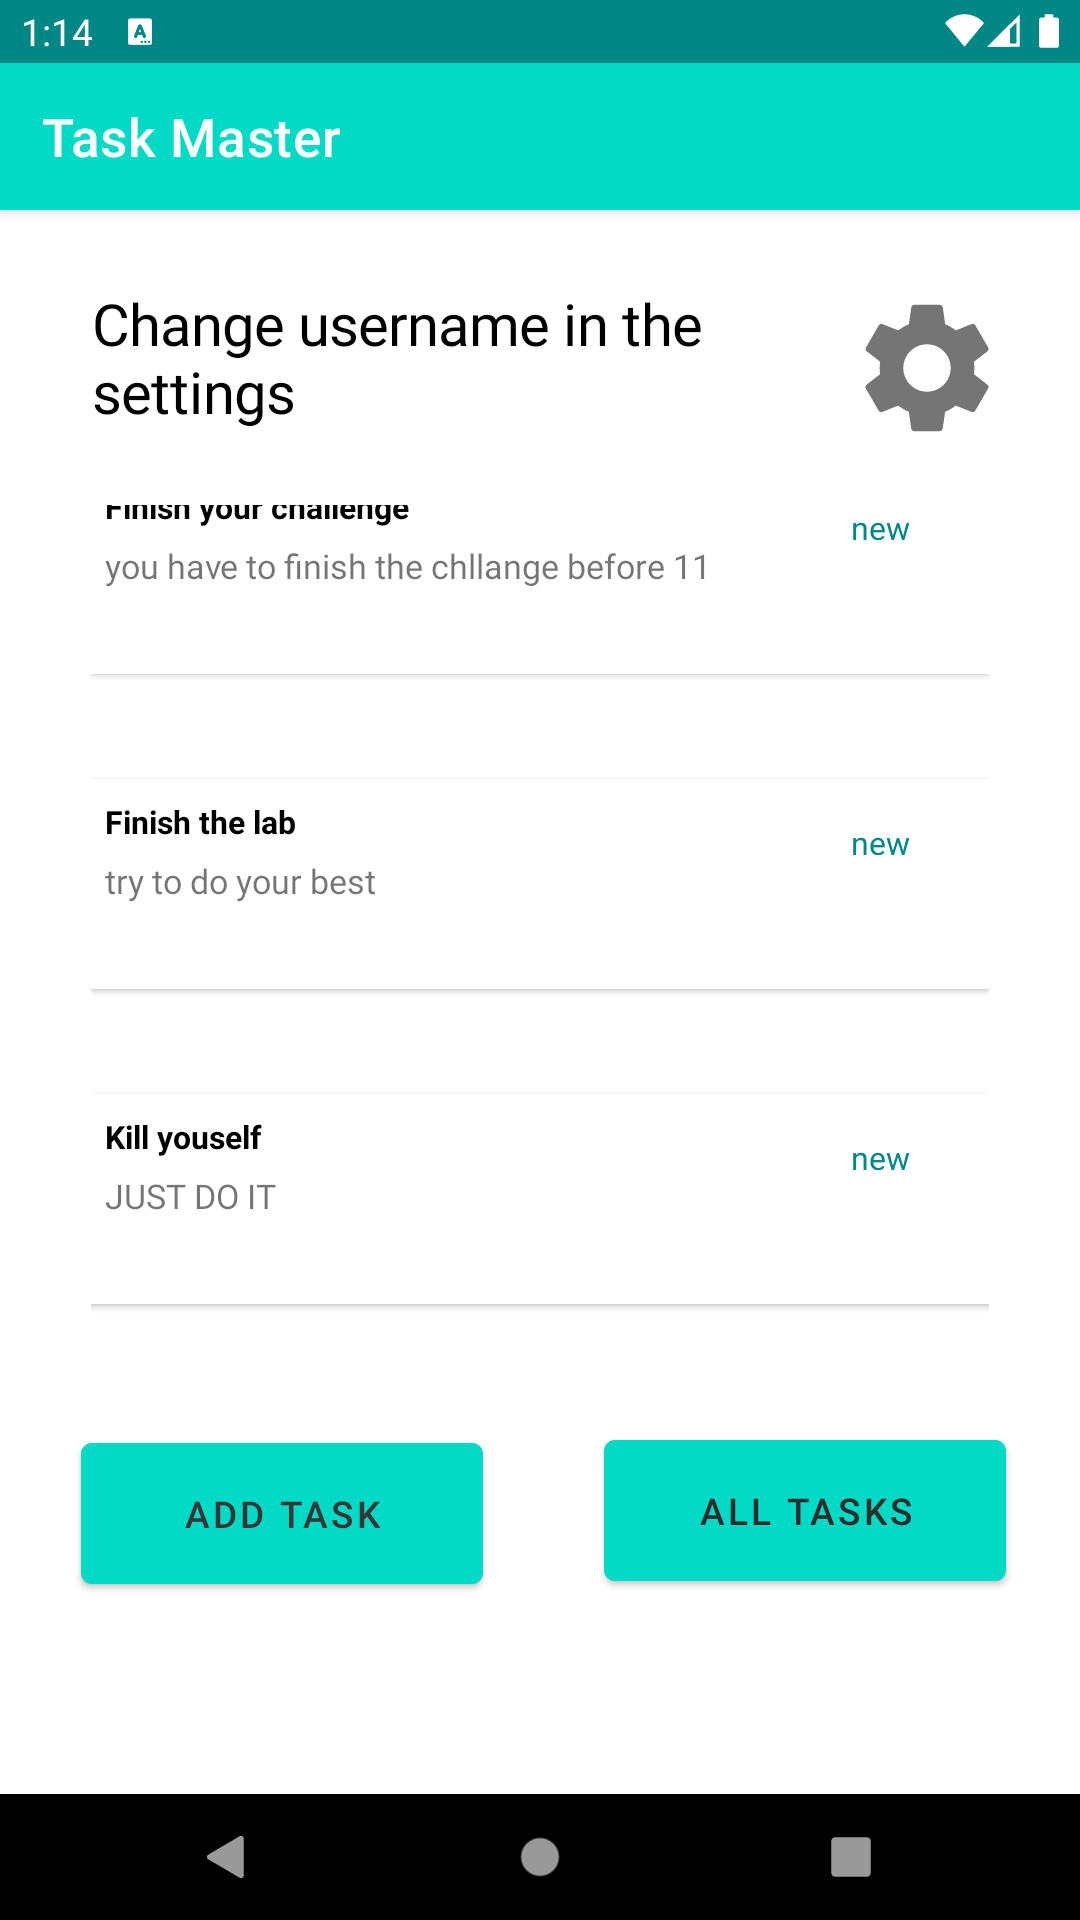 1:14
Task Master
Change username in the
settings
Finish your challenge
new
you have to finish the chllange before 11
Finish the lab
new
try to do your best
Kill youself
new
JUST DO IT
ADD TASK
ALL TASKS